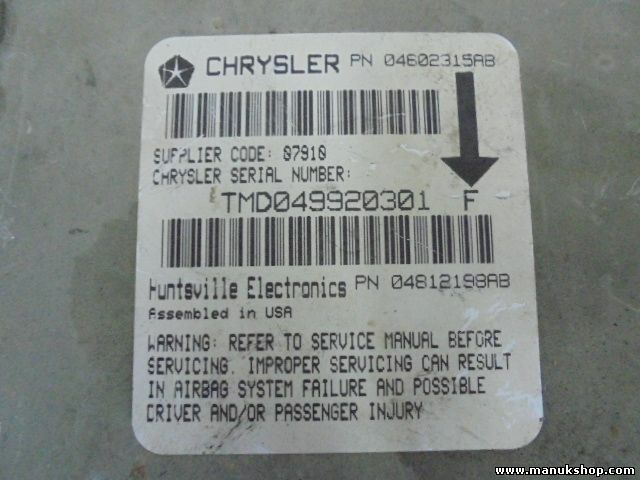 CHRYSLER PN 04602315AB
SUPPLIER CODE: 07910
CHRYSLER SERIAL NUMBER:
TMD049920301 F
Huntsville Electronics PN 04812198AB
Assembled in USA
WARNING: REFER TO SERVICE MANUAL BEFORE
SERVICING. IMPROPER SERVICING CAN RESULT
IN AIRBAG SYSTEM FAILURE AND POSSIBLE
DRIVER AND/OR PASSENGER INJURY
www.manukshop.com